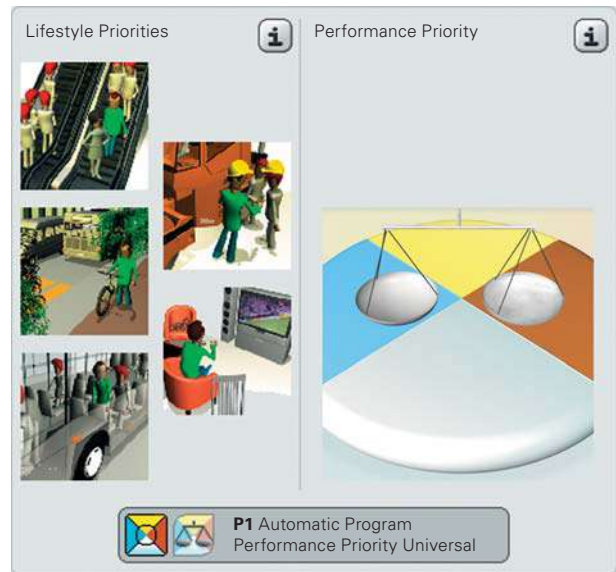 Lifestyle Priorities
Performance Priority
P1 Automatic Program
Performance Priority Universal